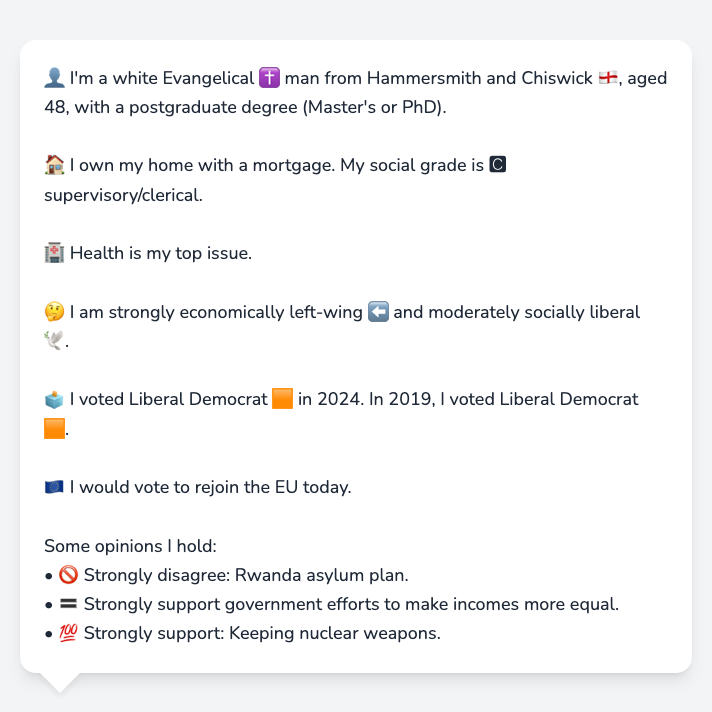 👤 I'm a white Evangelical ✝️ man from Hammersmith and Chiswick 🏴󠁧󠁢󠁥󠁮󠁧󠁿, aged
48, with a postgraduate degree (Master's or PhD).
🏠 I own my home with a mortgage. My social grade is 🅲
supervisory/clerical.
🏥 Health is my top issue.
🤔 I am strongly economically left-wing ⬅️ and moderately socially liberal
🕊️.
🗳️ I voted Liberal Democrat 🟧 in 2024. In 2019, I voted Liberal Democrat
🟧.
🇪🇺 I would vote to rejoin the EU today.
Some opinions I hold:
• 🚫 Strongly disagree: Rwanda asylum plan.
• 🟰 Strongly support government efforts to make incomes more equal.
• 💯 Strongly support: Keeping nuclear weapons.